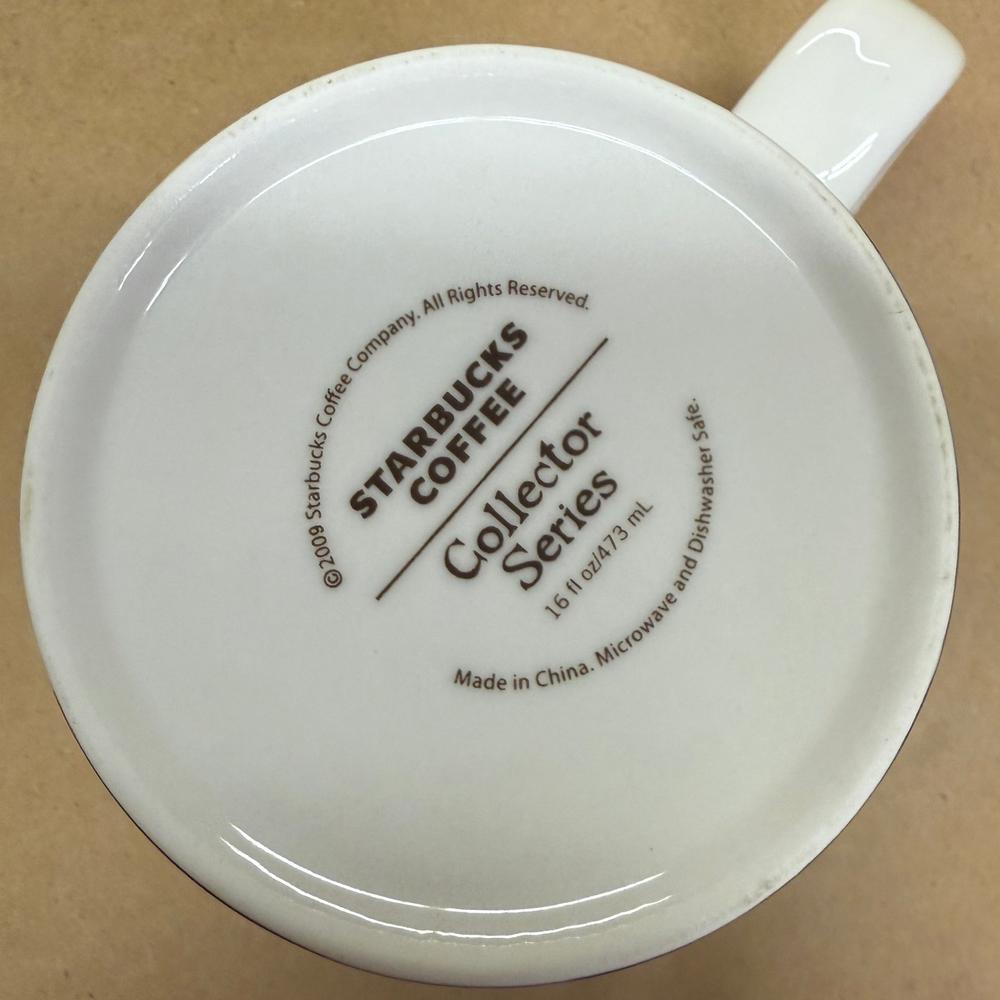 ©2009 Starbucks Coffee Company. All Rights Reserved.
STARBUCKS
COFFEE
Collector
Series
16 fl oz/473 mL
Made in China. Microwave and Dishwasher Safe.